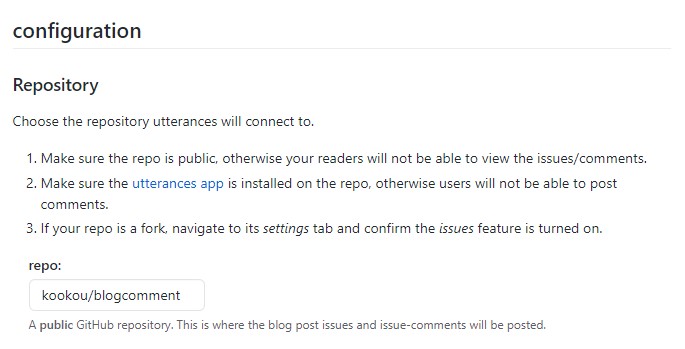 configuration
Repository
Choose the repository utterances will connect to.
1. Make sure the repo is public, otherwise your readers will not be able to view the issues/comments.
2. Make sure the utterances app is installed on the repo, otherwise users will not be able to post
comments.
3. If your repo is a fork, navigate to its settings tab and confirm the issues feature is turned on.
repo:
kookou/blogcomment
A public GitHub repository. This is where the blog post issues and issue-comments will be posted.